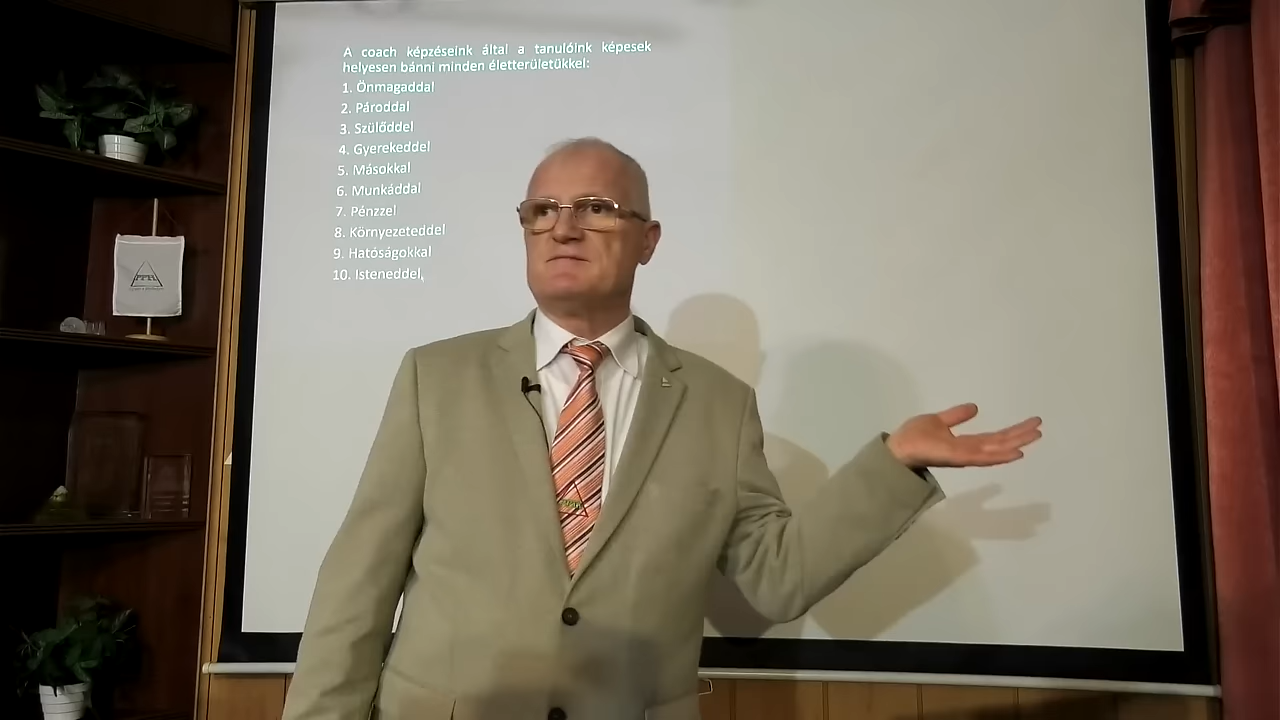 A coach képzéseink által a tanulóink képesek
helyesen bánni minden életterületükkel:
1. Önmagaddal
2. Pároddal
3. Szülőddel
4. Gyerekeddel
5. Másokkal
6. Munkáddal
7. Pénzzel
8. Környezeteddel
9. Hatóságokkal
10. Isteneddel,